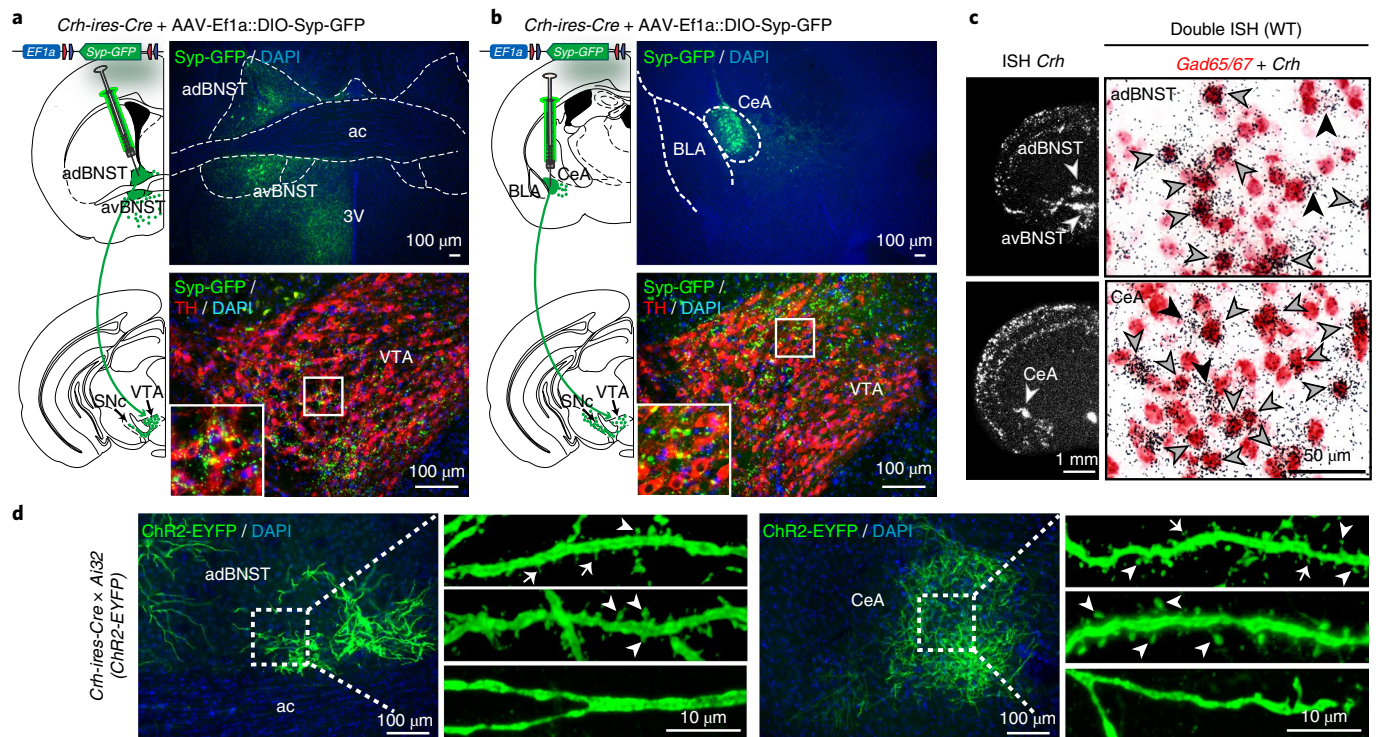 a
Crh-ires-Cre + AAV-Ef1a::DIO-Syp-GFP
EF1a
Syp-GFP
adBNST
avBNST
Syp-GFP / DAPI
adBNST
ac
avBNST
3V
100 µm
VTA
SNc
Syp-GFP /
TH / DAPI
VTA
100 µm
b
Crh-ires-Cre + AAV-Ef1a::DIO-Syp-GFP
EF1a
Syp-GFP
CeA
BLA
Syp-GFP / DAPI
CeA
BLA
100 µm
VTA
SNc
Syp-GFP /
TH / DAPI
VTA
100 µm
c
Double ISH (WT)
ISH Crh
Gad65/67 + Crh
adBNST
avBNST
adBNST
CeA
1 mm
CeA
50 µm
d
Crh-ires-Cre × Ai32
(ChR2-EYFP)
ChR2-EYFP / DAPI
adBNST
ac
100 µm
10 µm
ChR2-EYFP / DAPI
CeA
100 µm
10 µm